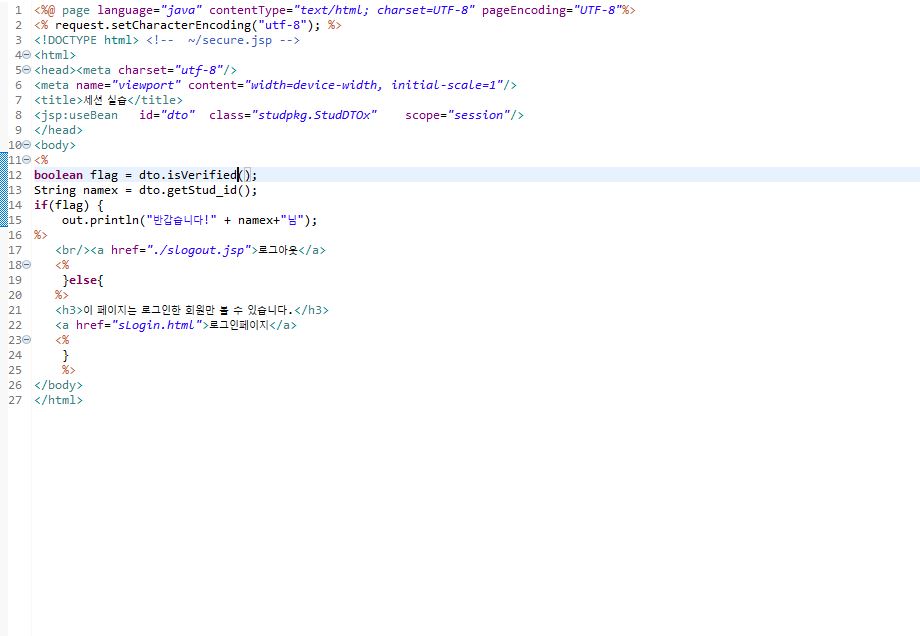 1 <%@ page language="java" contentType="text/html; charset=UTF-8" pageEncoding="UTF-8"%>
2 <% request.setCharacterEncoding("utf-8"); %>
3 <!DOCTYPE html> <!--  ~/secure.jsp -->
4 <html>
5 <head><meta charset="utf-8"/>
6 <meta name="viewport" content="width=device-width, initial-scale=1"/>
7 <title>세션 실습</title>
8 <jsp:useBean   id="dto"  class="studpkg.StudDTOx"    scope="session"/>
9 </head>
10 <body>
11 <%
12 boolean flag = dto.isVerified();
13 String namex = dto.getStud_id();
14 if(flag) {
15     out.println("반갑습니다!" + namex+"님");
16 %>
17    <br/><a href="./slogout.jsp">로그아웃</a>
18    <%
19     }else{
20    %>
21    <h3>이 페이지는 로그인한 회원만 볼 수 있습니다.</h3>
22    <a href="sLogin.html">로그인페이지</a>
23    <%
24     }
25     %>
26 </body>
27 </html>